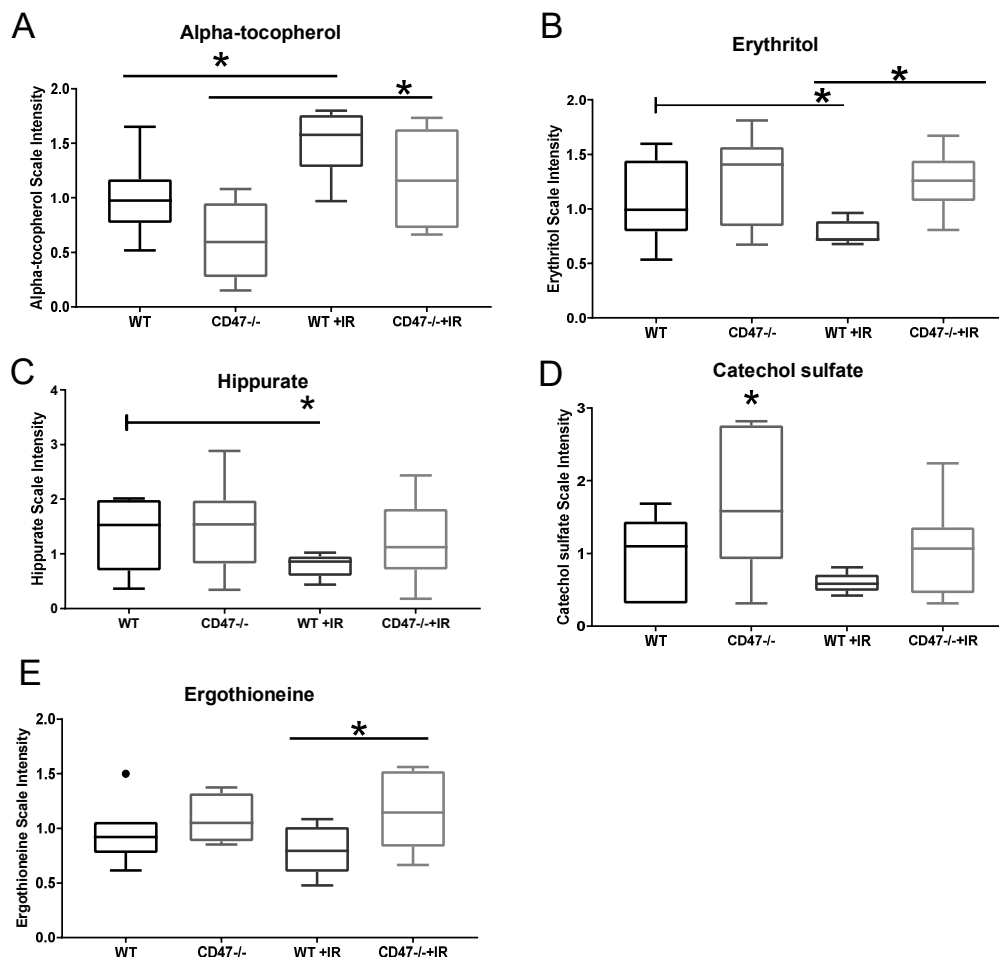 A
Alpha-tocopherol
*
*
Alpha-tocopherol Scale Intensity
2.0
1.5
1.0
0.5
0.0
WT CD47-/- WT +IR CD47-/-+IR
B
Erythritol
*
*
Erythritol Scale Intensity
2.0
1.5
1.0
0.5
0.0
WT CD47-/- WT +IR CD47-/-+IR
C
Hippurate
*
Hippurate Scale Intensity
4
3
2
1
0
WT CD47-/- WT +IR CD47-/-+IR
D
Catechol sulfate
*
Catechol sulfate Scale Intensity
3
2
1
0
WT CD47-/- WT +IR CD47-/-+IR
E
Ergothioneine
*
Ergothioneine Scale Intensity
2.0
1.5
1.0
0.5
0.0
WT CD47-/- WT +IR CD47-/-+IR